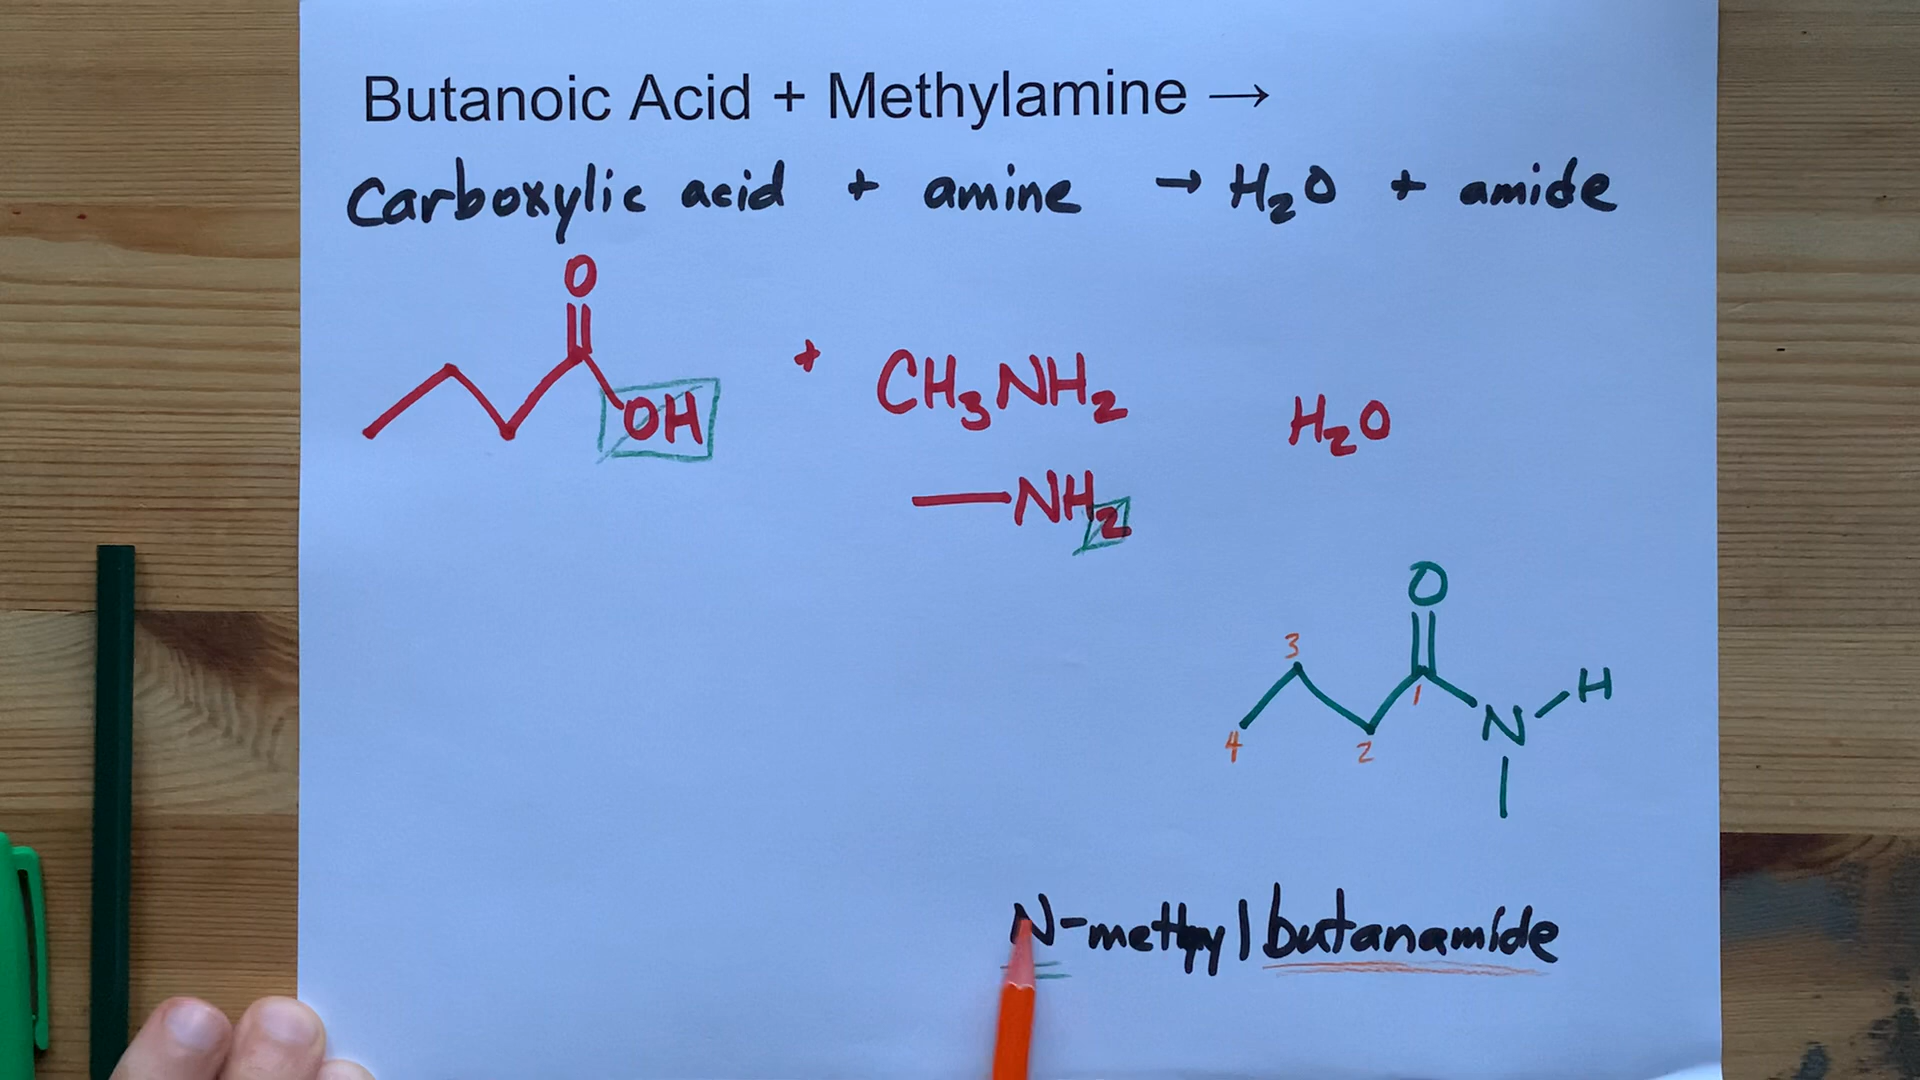 Butanoic Acid + Methylamine →
Carboxylic acid + amine → H₂O + amide
O
OH
+ CH₃NH₂
H₂O
NH₂
O
3
1
H
N
4
2
N-methylbutanamide